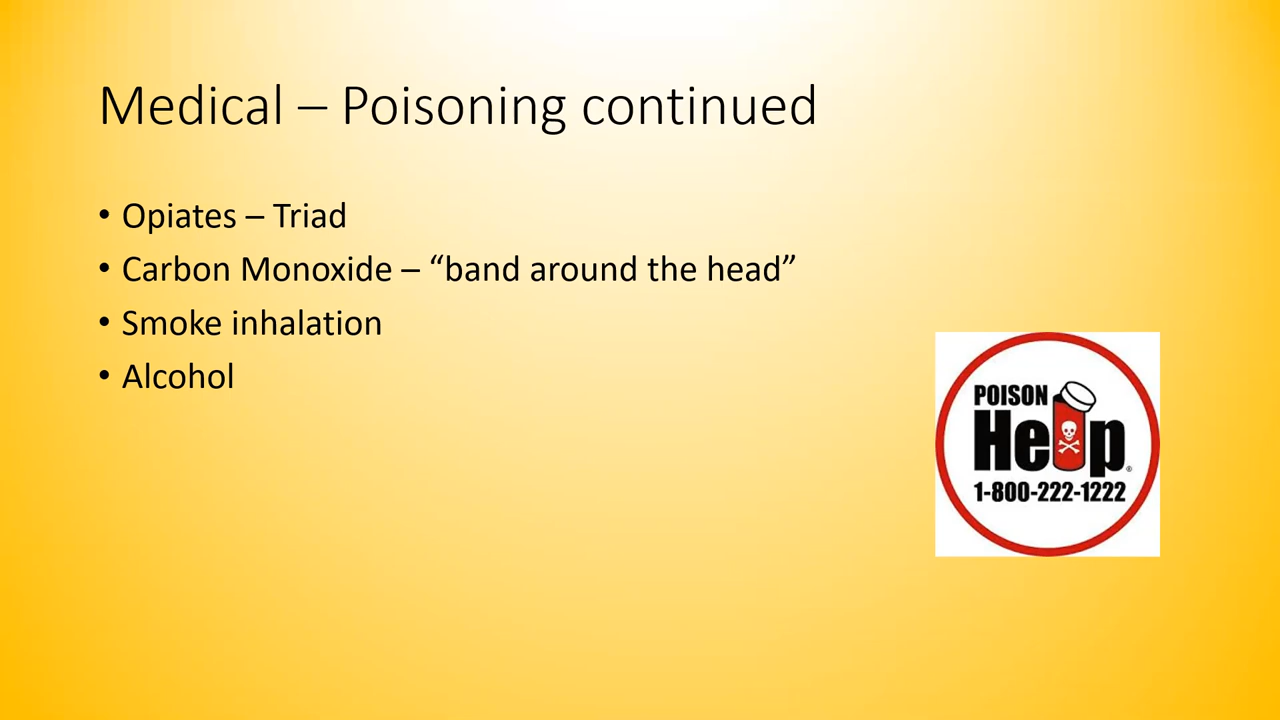 Medical – Poisoning continued
• Opiates – Triad
• Carbon Monoxide – “band around the head”
• Smoke inhalation
• Alcohol
POISON
Help®
1-800-222-1222